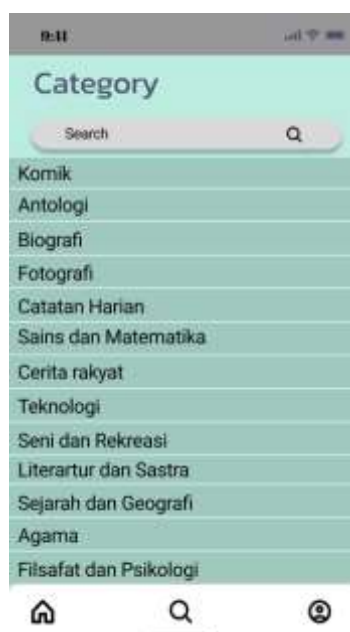 9:41
Category
Search
Komik
Antologi
Biografi
Fotografi
Catatan Harian
Sains dan Matematika
Cerita rakyat
Teknologi
Seni dan Rekreasi
Literartur dan Sastra
Sejarah dan Geografi
Agama
Filsafat dan Psikologi